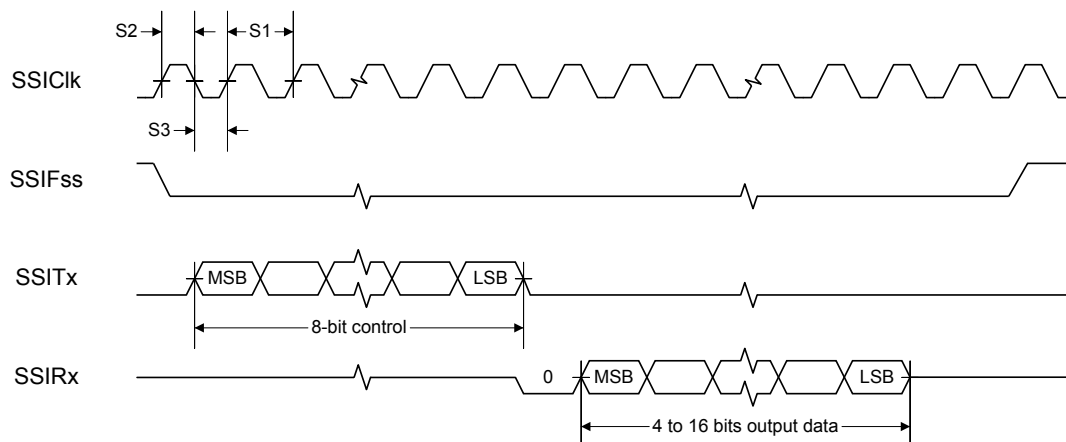 S2
S1
SSIClk
S3
SSIFss
SSITx
MSB
LSB
8-bit control
SSIRx
0
MSB
LSB
4 to 16 bits output data